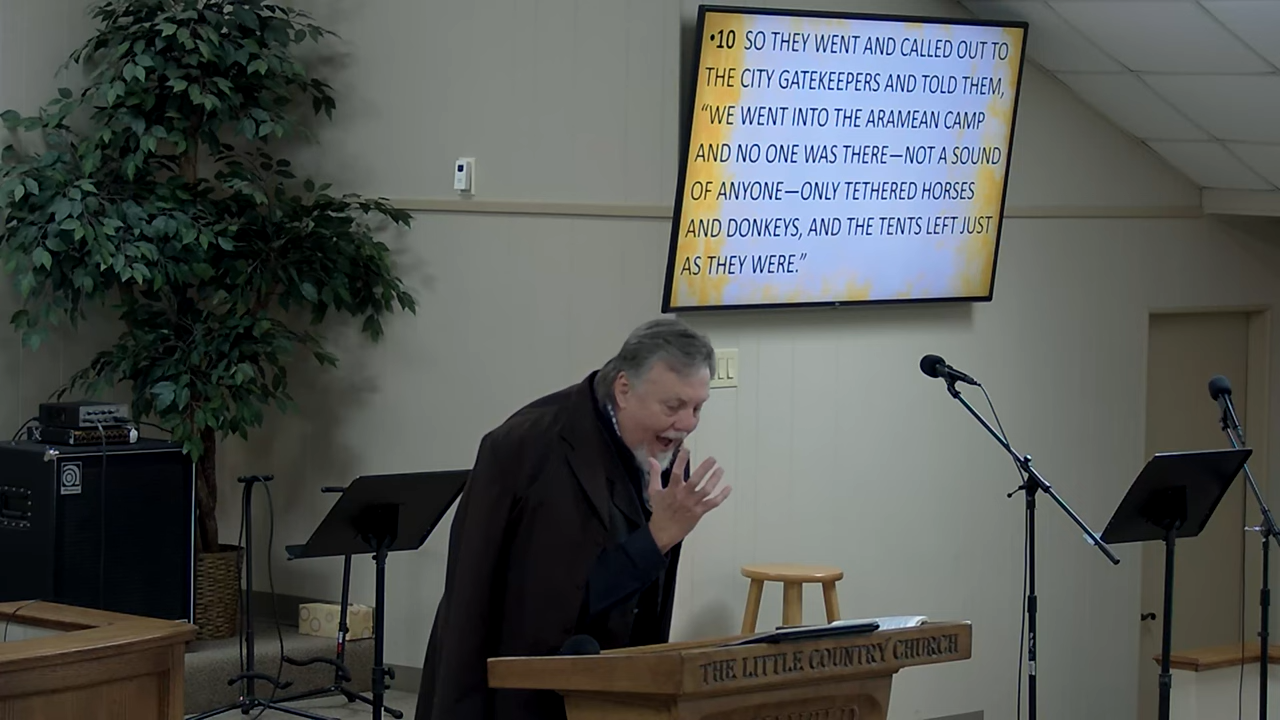 •10 SO THEY WENT AND CALLED OUT TO
THE CITY GATEKEEPERS AND TOLD THEM,
“WE WENT INTO THE ARAMEAN CAMP
AND NO ONE WAS THERE—NOT A SOUND
OF ANYONE—ONLY TETHERED HORSES
AND DONKEYS, AND THE TENTS LEFT JUST
AS THEY WERE.”
THE LITTLE COUNTRY CHURCH